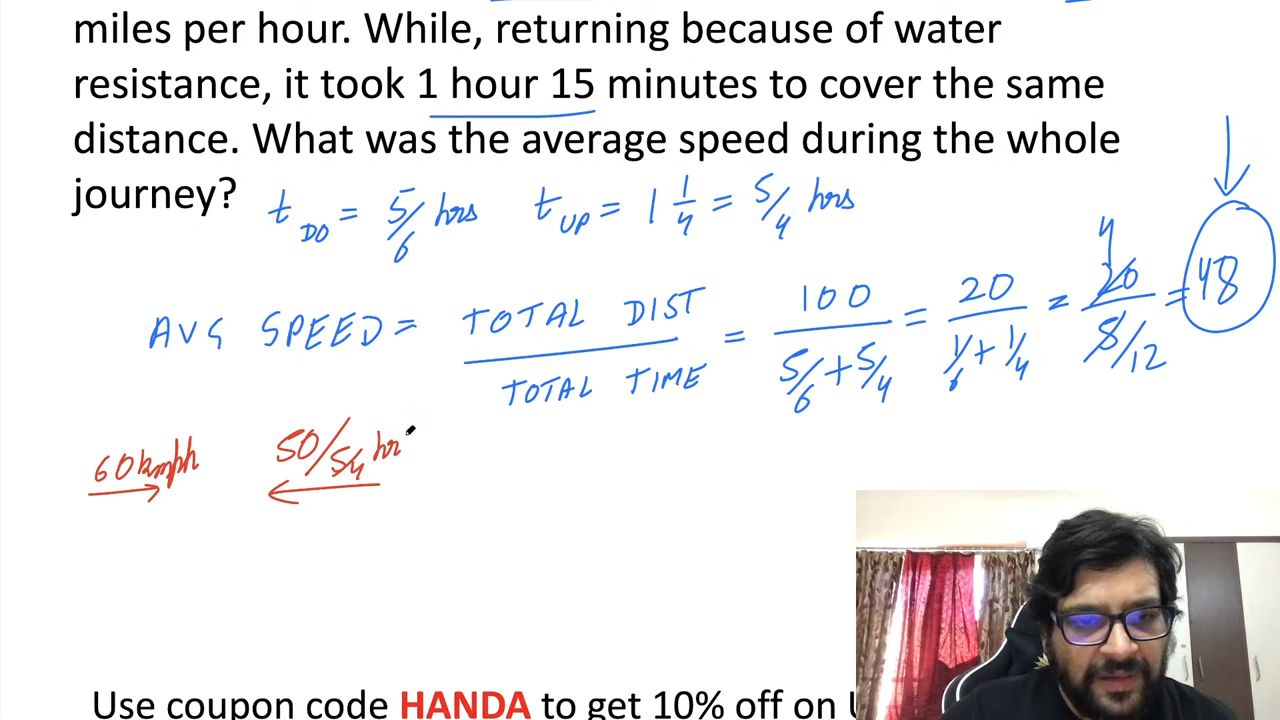 miles per hour. While, returning because of water
resistance, it took 1 hour 15 minutes to cover the same
distance. What was the average speed during the whole
journey?
t DO = 5/6 hrs t UP = 1 1/4 = 5/4 hrs
AVG SPEED = TOTAL DIST / TOTAL TIME = 100 / 5/6 + 5/4 = 20 / 1/6 + 1/4 = 4 20 / 5/12 = 48
60 kmph 50/54 hr
Use coupon code HANDA to get 10% off on